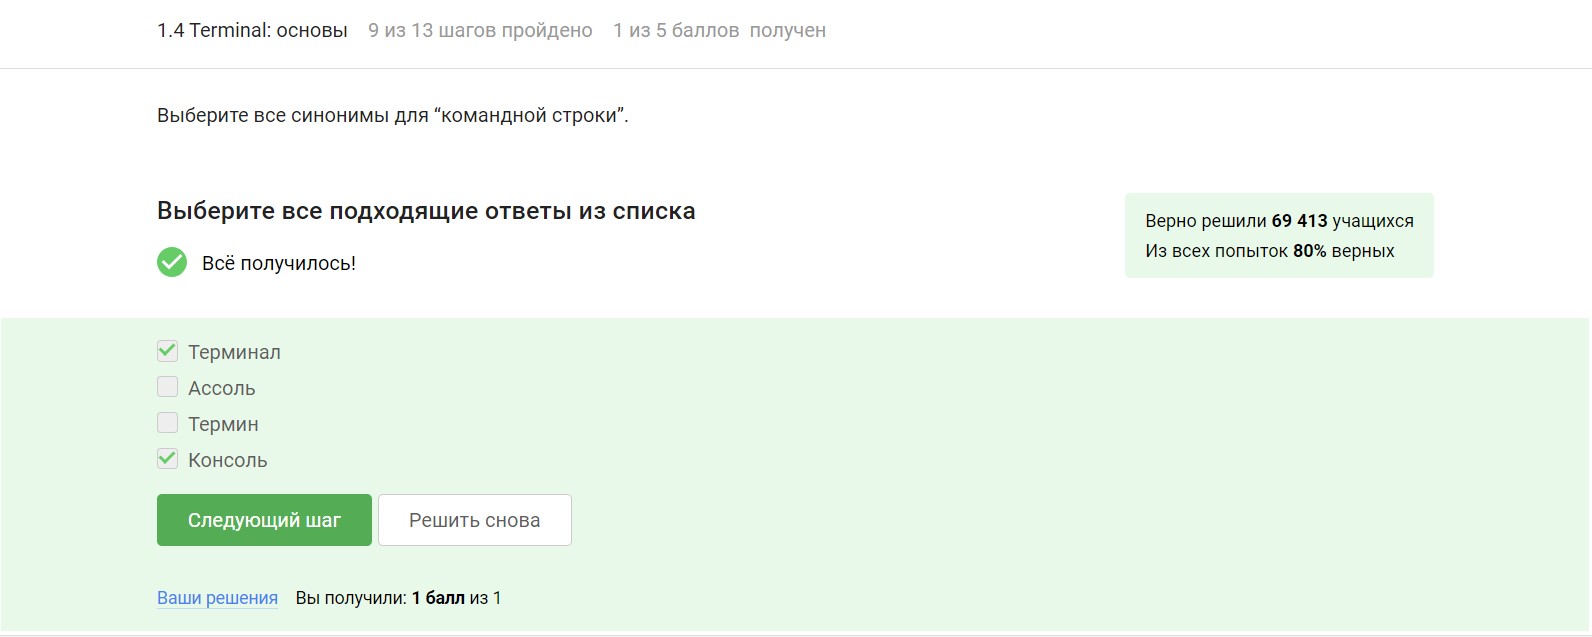 1.4 Terminal: основы 9 из 13 шагов пройдено 1 из 5 баллов получен
Выберите все синонимы для “командной строки”.
Выберите все подходящие ответы из списка
Всё получилось!
Верно решили 69 413 учащихся
Из всех попыток 80% верных
Терминал
Ассоль
Термин
Консоль
Следующий шаг Решить снова
Ваши решения Вы получили: 1 балл из 1